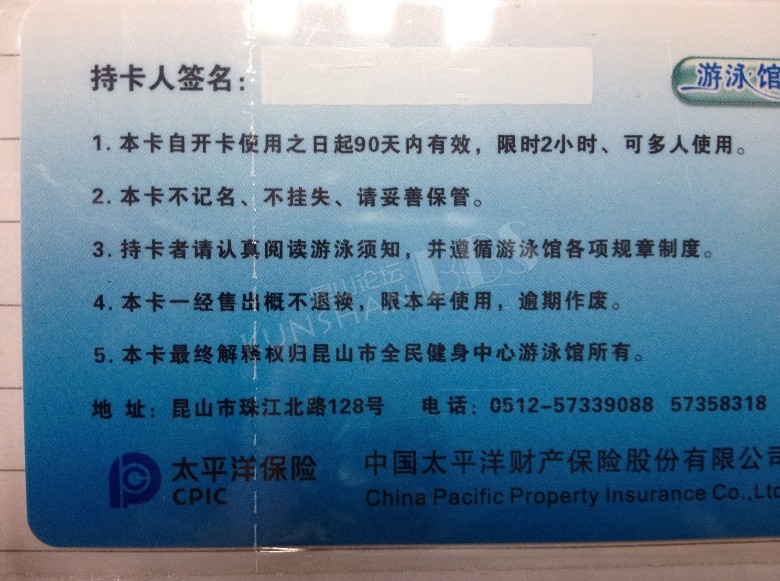 持卡人签名：
游泳馆
1. 本卡自开卡使用之日起90天内有效，限时2小时、可多人使用。
2. 本卡不记名、不挂失、请妥善保管。
3. 持卡者请认真阅读游泳须知，并遵循游泳馆各项规章制度。
4. 本卡一经售出概不退换，限本年使用，逾期作废。
5. 本卡最终解释权归昆山市全民健身中心游泳馆所有。
地 址：昆山市珠江北路128号 电 话：0512-57339088 57358318
太平洋保险 中国太平洋财产保险股份有限公司
CPIC China Pacific Property Insurance Co.,Ltd
昆山论坛 BBS
KUNSHAN